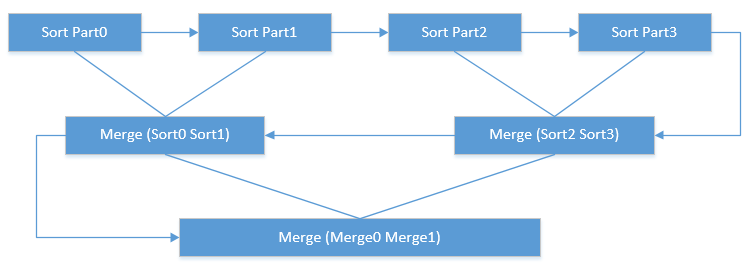 Sort Part0
Sort Part1
Sort Part2
Sort Part3
Merge (Sort0 Sort1)
Merge (Sort2 Sort3)
Merge (Merge0 Merge1)